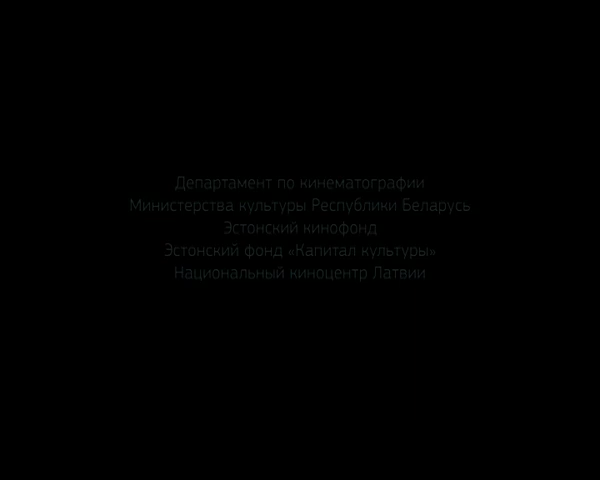 Департамент по кинематографии
Министерства культуры Республики Беларусь
Эстонский кинофонд
Эстонский фонд «Капитал культуры»
Национальный киноцентр Латвии